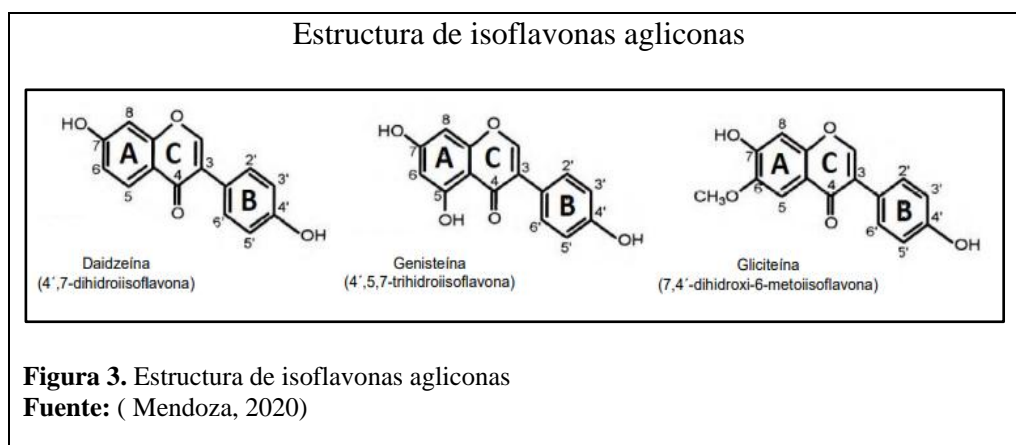 Estructura de isoflavonas agliconas
HO 7 8 O A C 6 5 4 3 O 2' 3' B 4' 6' 5' OH
Daidzeína
(4´,7-dihidroiisoflavona)
HO 7 8 O A C 6 5 4 3 OH O 2' 3' B 4' 6' 5' OH
Genisteína
(4´,5,7-trihidroiisoflavona)
HO 7 8 O A C 6 OCH₃ 5 4 3 O 2' 3' B 4' 6' 5' OH
Gliciteína
(7,4´-dihidroxi-6-metoiisoflavona)
Figura 3. Estructura de isoflavonas agliconas
Fuente: ( Mendoza, 2020)